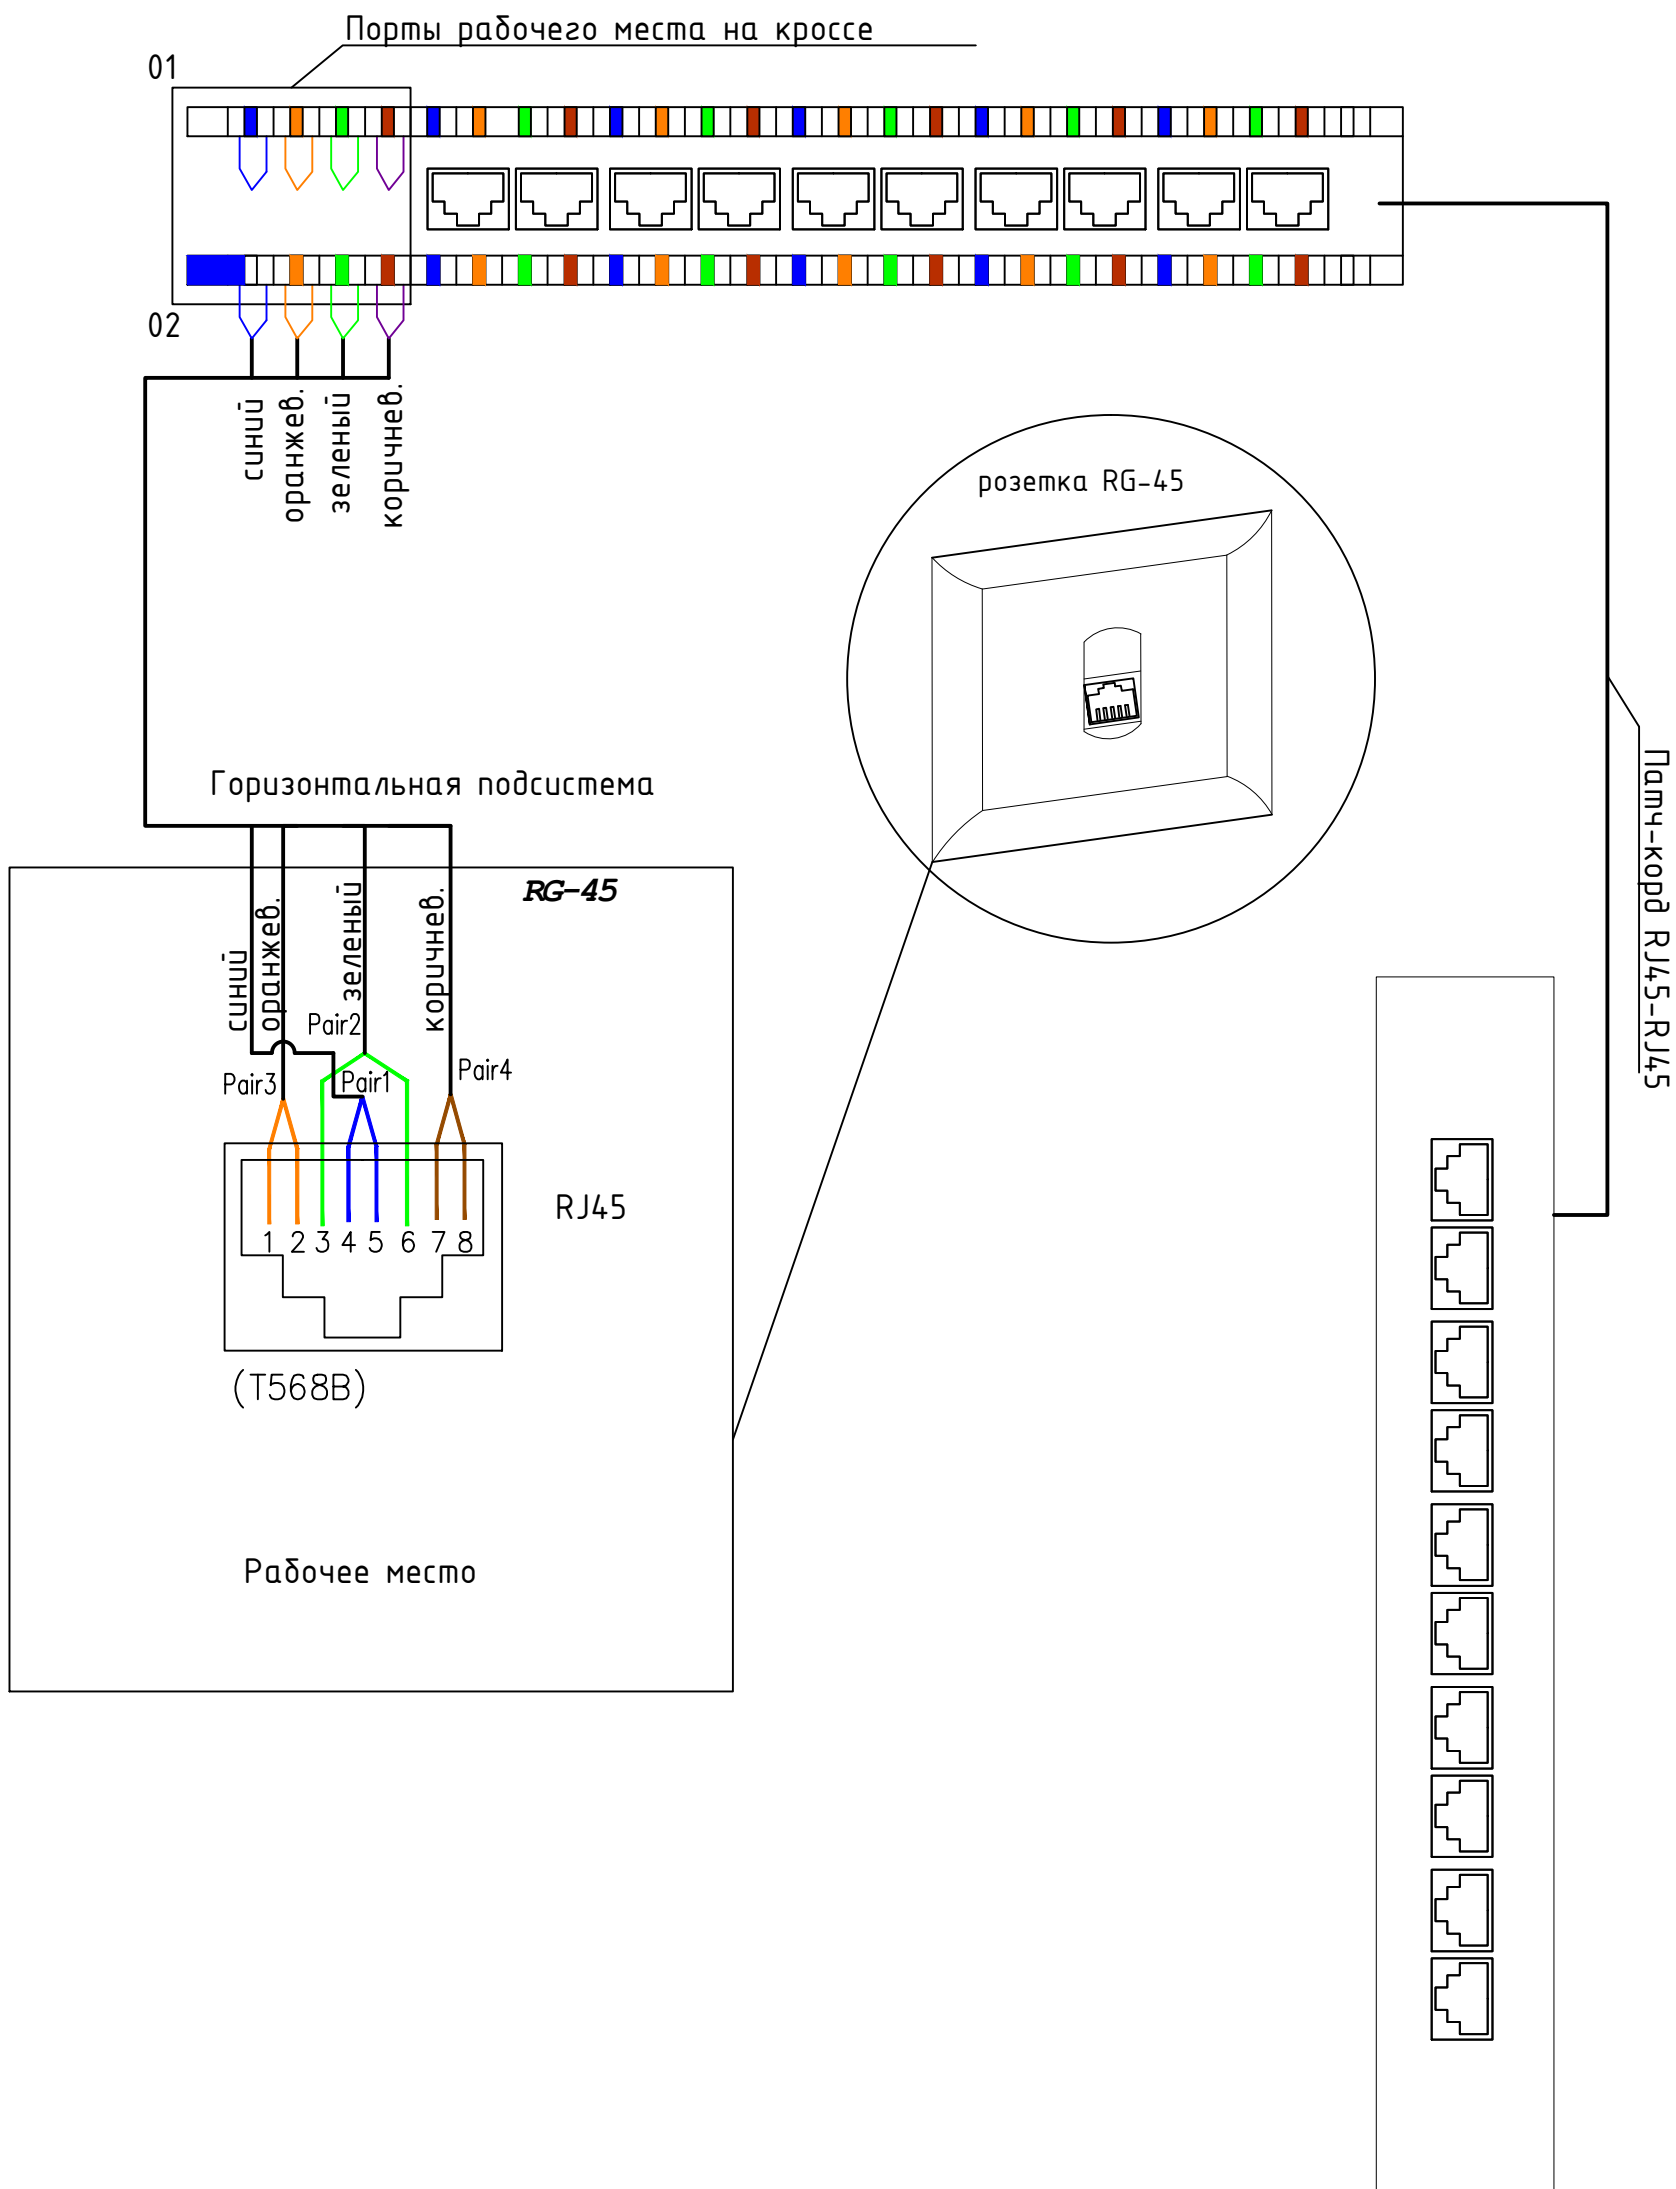 Порты рабочего места на кроссе
01
02
синий
оранжев.
зеленый
коричнев.
розетка RG-45
Патч-корд RJ45-RJ45
Горизонтальная подсистема
RG-45
синий
оранжев.
зеленый
коричнев.
Pair2
Pair3
Pair1
Pair4
RJ45
1 2 3 4 5 6 7 8
(T568B)
Рабочее место